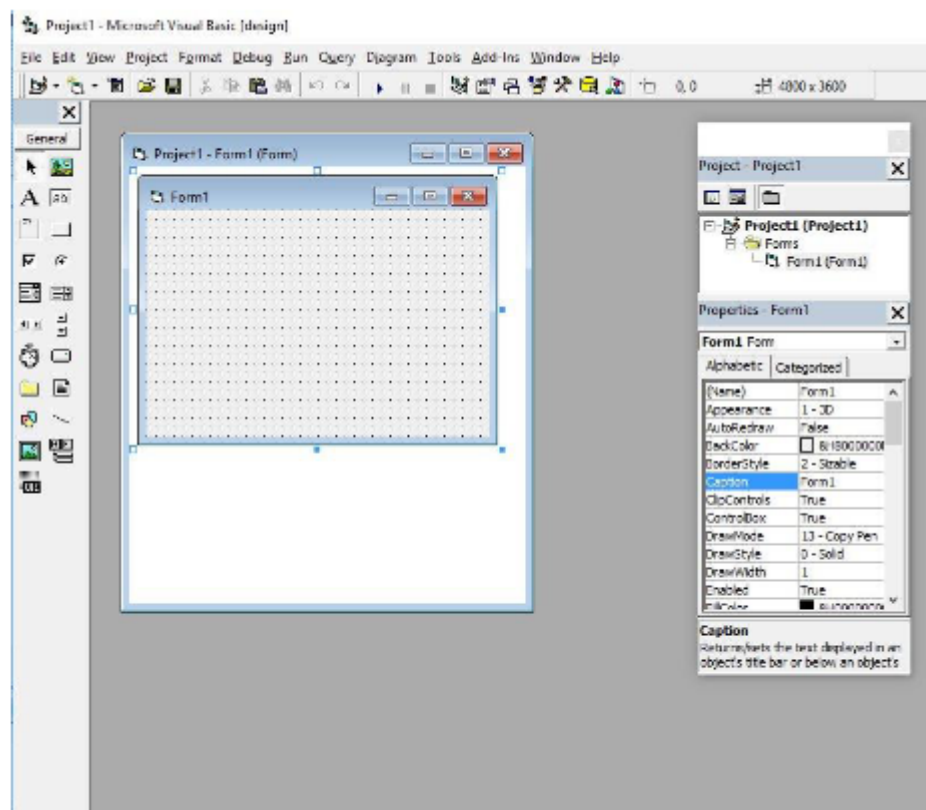 Project1 - Microsoft Visual Basic [design]
File Edit View Project Format Debug Run Query Diagram Tools Add-Ins Window Help
0,0 4800 x 3600
General
Project1 - Form1 (Form)
Form1
Project - Project1
Project1 (Project1)
Forms
Form1 (Form1)
Properties - Form1
Form1 Form
Alphabetic Categorized
(Name) Form1
Appearance 1 - 3D
AutoRedraw False
BackColor
BorderStyle 2 - Sizable
Caption Form1
ClipControls True
ControlBox True
DrawMode 13 - Copy Pen
DrawStyle 0 - Solid
DrawWidth 1
Enabled True
Caption
Returns/sets the text displayed in an
object's title bar or below an object's